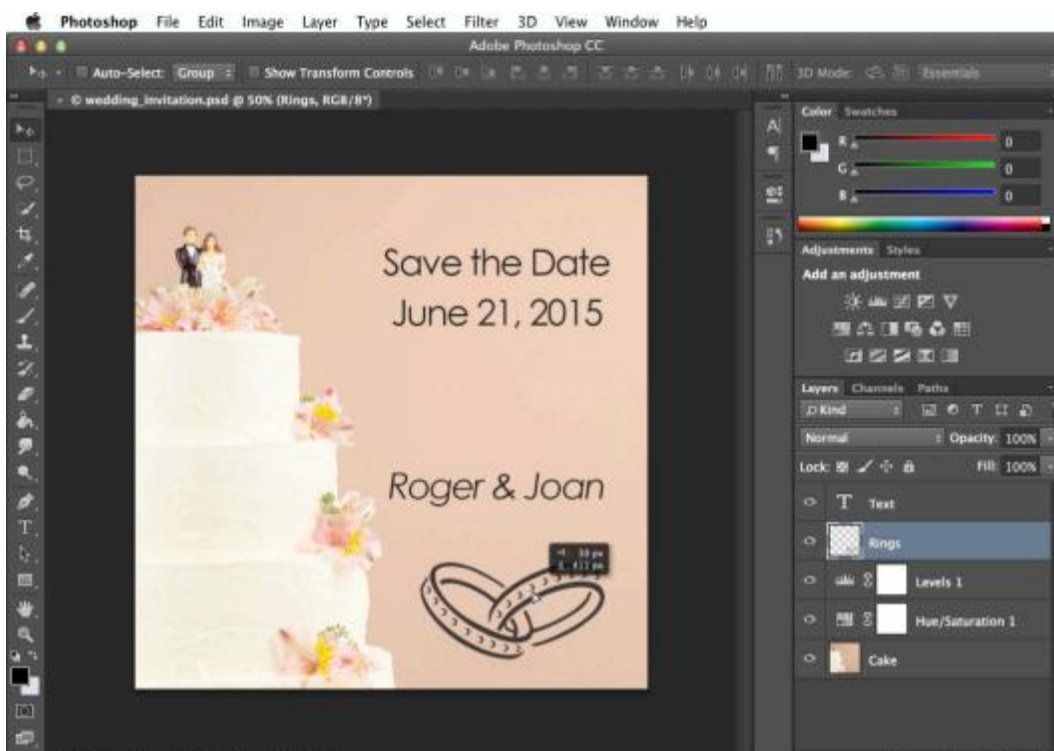 Photoshop File Edit Image Layer Type Select Filter 3D View Window Help
Adobe Photoshop CC
Auto-Select: Group Show Transform Controls 3D Mode: Essentials
× © wedding_invitation.psd @ 50% (Rings, RGB/8*)
Color Swatches
R 0
G 0
B 0
Adjustments Styles
Add an adjustment
Save the Date
June 21, 2015
Roger & Joan
Layers Channels Paths
Kind
Normal Opacity: 100%
Lock: Fill: 100%
T Text
Rings
Levels 1
Hue/Saturation 1
Cake